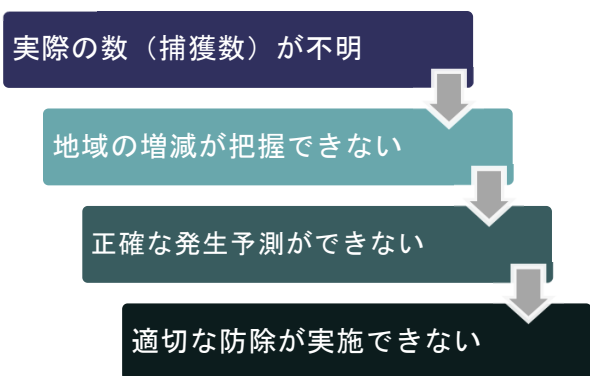 実際の数（捕獲数）が不明
地域の増減が把握できない
正確な発生予測ができない
適切な防除が実施できない